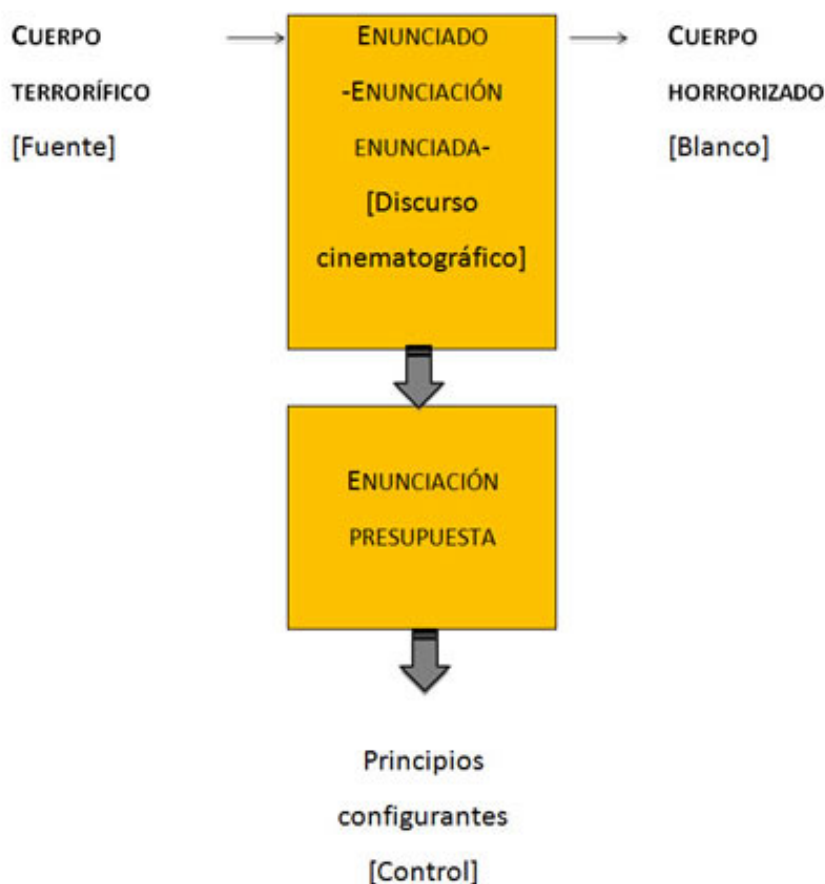 CUERPO
TERRORÍFICO
[Fuente]
ENUNCIADO
-ENUNCIACIÓN
ENUNCIADA-
[Discurso
cinematográfico]
CUERPO
HORRORIZADO
[Blanco]
ENUNCIACIÓN
PRESUPUESTA
Principios
configurantes
[Control]